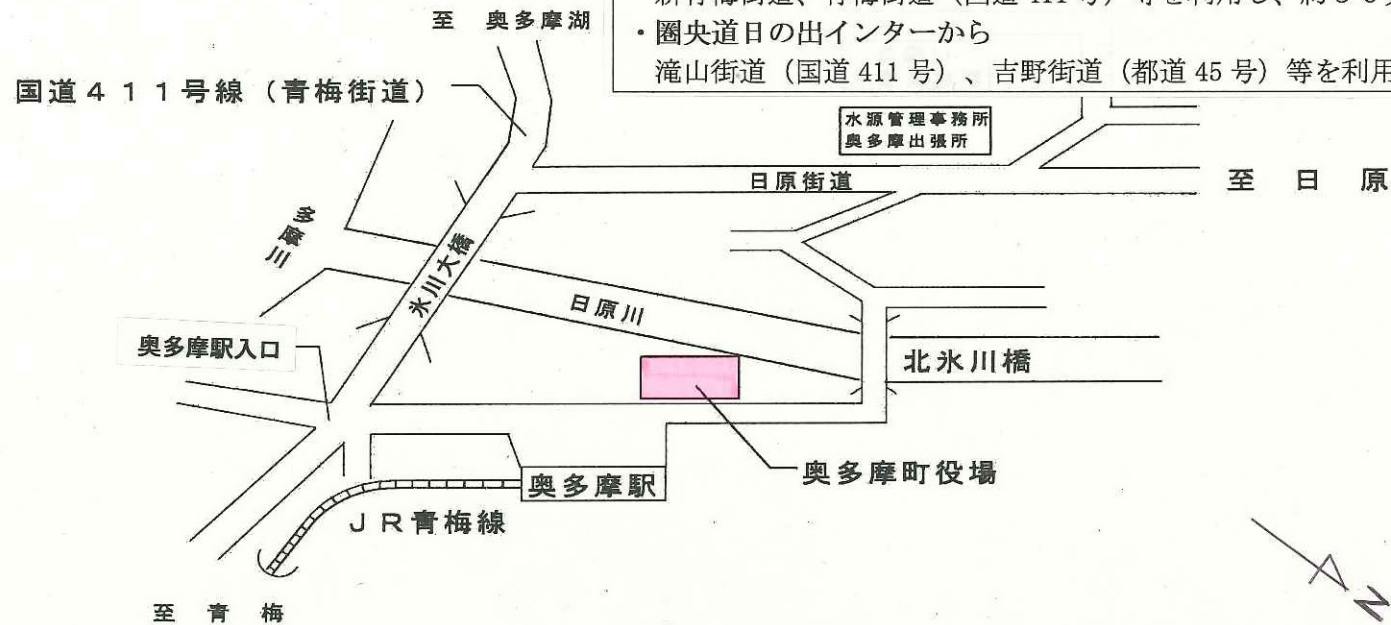 至 奥多摩湖
・圏央道日の出インターから
滝山街道（国道411号）、吉野街道（都道45号）等を利用
国道４１１号線（青梅街道）
水源管理事務所
奥多摩出張所
日原街道
至 日 原
多摩川
氷川大橋
日原川
奥多摩駅入口
北氷川橋
奥多摩駅
奥多摩町役場
ＪＲ青梅線
至 青 梅
N